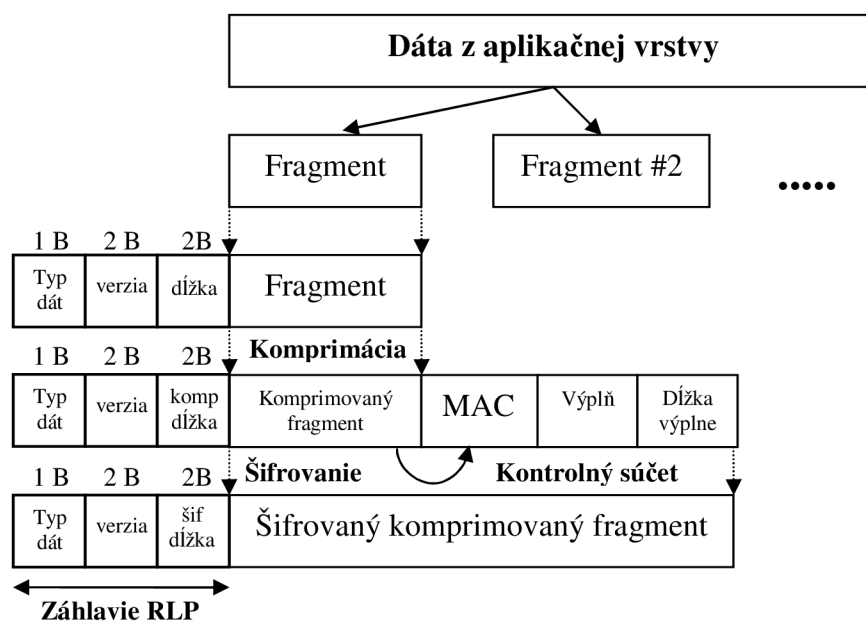 Dáta z aplikačnej vrstvy
Fragment
Fragment #2
.....
1 B 2 B 2B
Typ
dát
verzia
dĺžka
Fragment
Komprimácia
1 B 2 B 2B
Typ
dát
verzia
komp
dĺžka
Komprimovaný
fragment
MAC
Výplň
Dĺžka
výplne
Šifrovanie
Kontrolný súčet
1 B 2 B 2B
Typ
dát
verzia
šif
dĺžka
Šifrovaný komprimovaný fragment
Záhlavie RLP